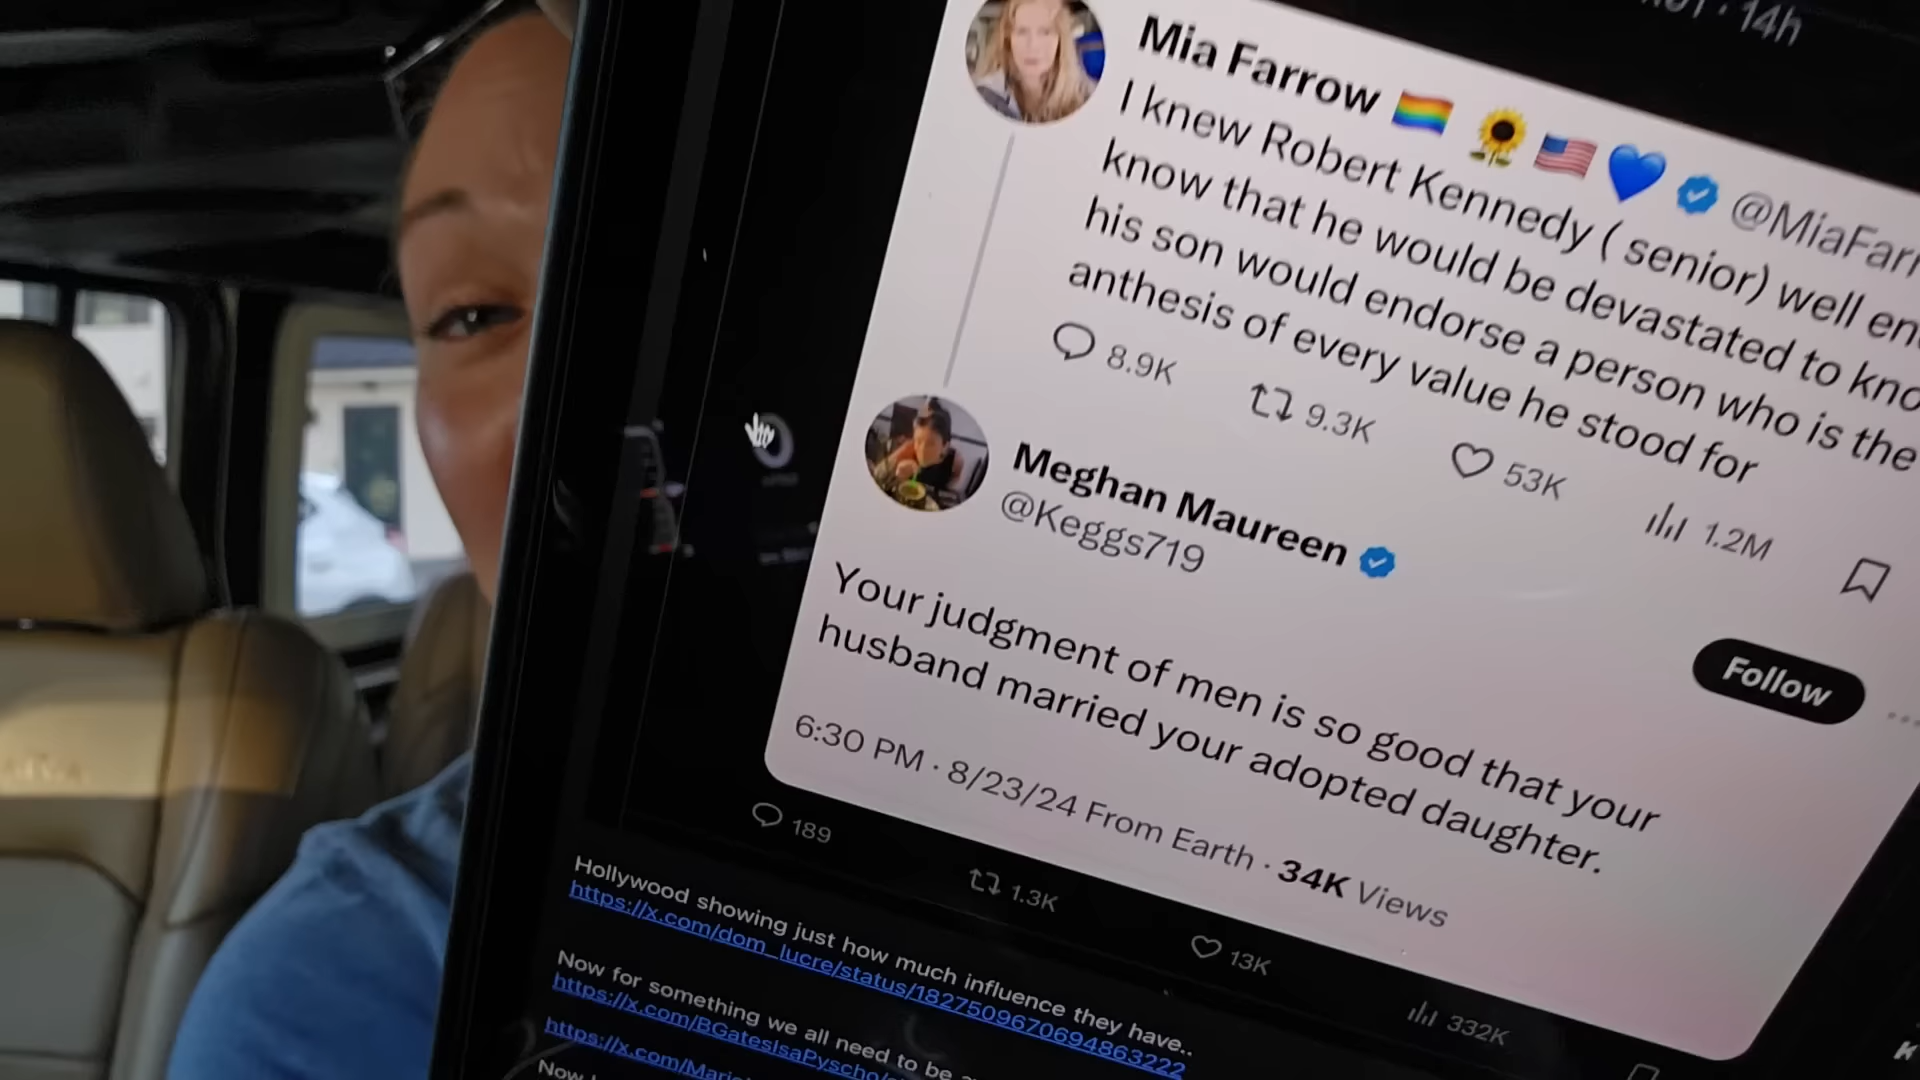 14h
Mia Farrow 🏳️‍🌈 🌻 🇺🇸 💙 @MiaFarr
I knew Robert Kennedy ( senior) well en
know that he would be devastated to kno
his son would endorse a person who is the
anthesis of every value he stood for
8.9K 9.3K 53K 1.2M
Meghan Maureen
@Keggs719
Follow
Your judgment of men is so good that your
husband married your adopted daughter.
6:30 PM · 8/23/24 From Earth · 34K Views
189 1.3K 13K 332K
Hollywood showing just how much influence they have..
https://x.com/dom_lucre/status/1827509670694863222
Now for something we all need to be
https://x.com/BGatesIsaPyscho/
https://x.com/Mario
Now